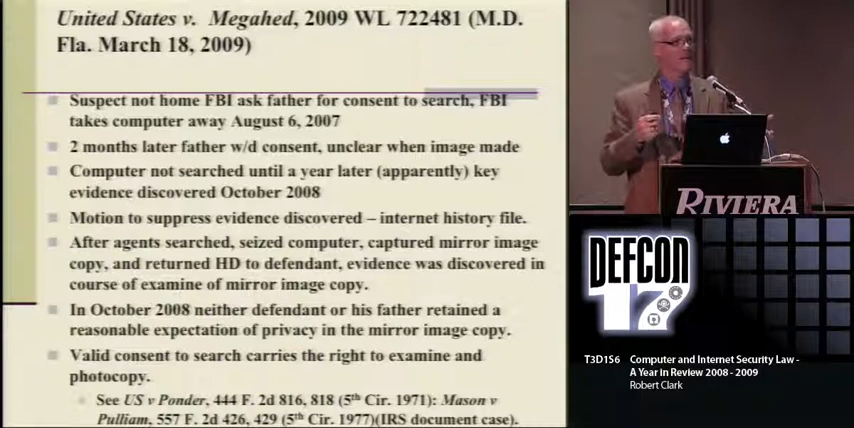 United States v. Megahed, 2009 WL 722481 (M.D.
Fla. March 18, 2009)
Suspect not home FBI ask father for consent to search, FBI
takes computer away August 6, 2007
2 months later father w/d consent, unclear when image made
Computer not searched until a year later (apparently) key
evidence discovered October 2008
Motion to suppress evidence discovered – internet history file.
After agents searched, seized computer, captured mirror image
copy, and returned HD to defendant, evidence was discovered in
course of examine of mirror image copy.
In October 2008 neither defendant or his father retained a
reasonable expectation of privacy in the mirror image copy.
Valid consent to search carries the right to examine and
photocopy.
See US v Ponder, 444 F. 2d 816, 818 (5th Cir. 1971): Mason v
Pulliam, 557 F. 2d 426, 429 (5th Cir. 1977)(IRS document case).
RIVIERA
DEFCON
17
T3D1S6 Computer and Internet Security Law -
A Year in Review 2008 - 2009
Robert Clark